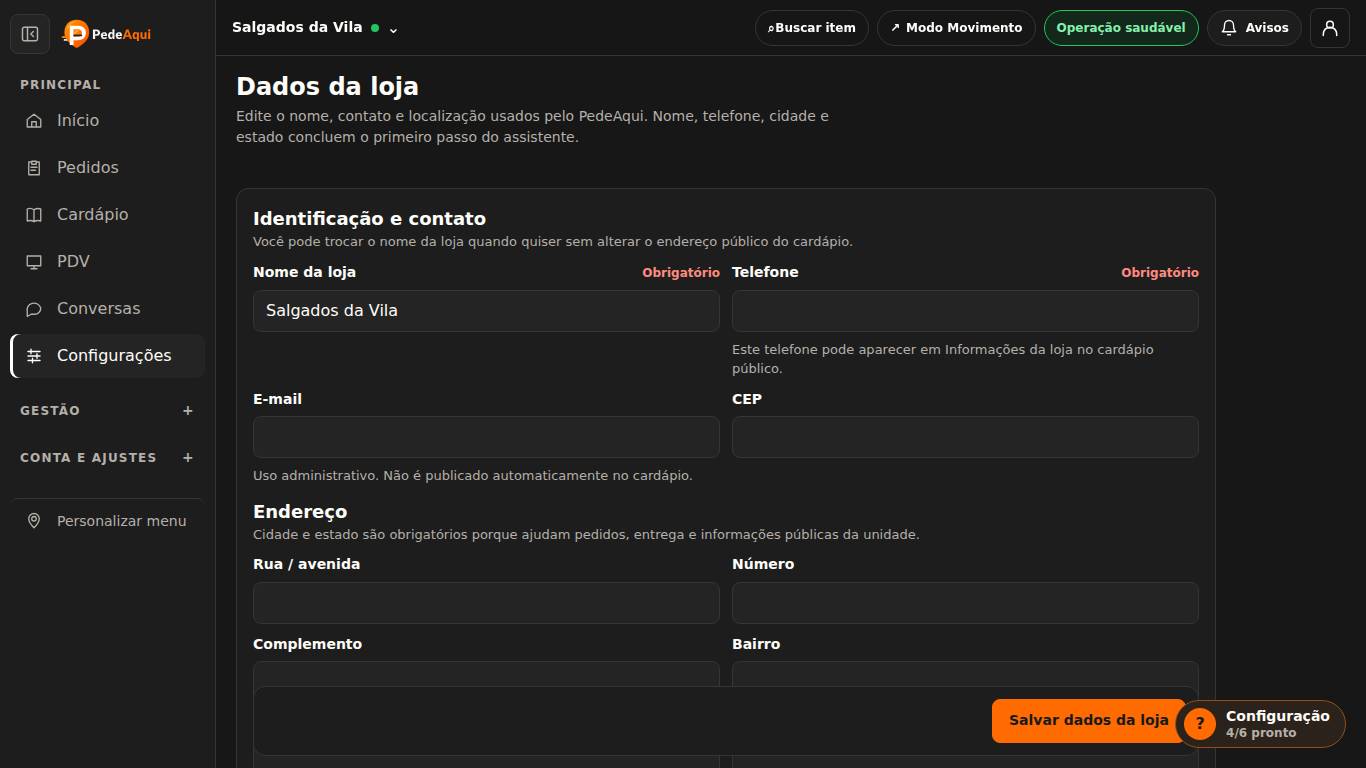 PedeAqui
Salgados da Vila
Buscar item
Modo Movimento
Operação saudável
Avisos
PRINCIPAL
Início
Pedidos
Cardápio
PDV
Conversas
Configurações
GESTÃO +
CONTA E AJUSTES +
Personalizar menu
Dados da loja
Edite o nome, contato e localização usados pelo PedeAqui. Nome, telefone, cidade e
estado concluem o primeiro passo do assistente.
Identificação e contato
Você pode trocar o nome da loja quando quiser sem alterar o endereço público do cardápio.
Nome da loja Obrigatório
Salgados da Vila
Telefone Obrigatório
Este telefone pode aparecer em Informações da loja no cardápio
público.
E-mail
Uso administrativo. Não é publicado automaticamente no cardápio.
CEP
Endereço
Cidade e estado são obrigatórios porque ajudam pedidos, entrega e informações públicas da unidade.
Rua / avenida
Número
Complemento
Bairro
Salvar dados da loja
?
Configuração
4/6 pronto